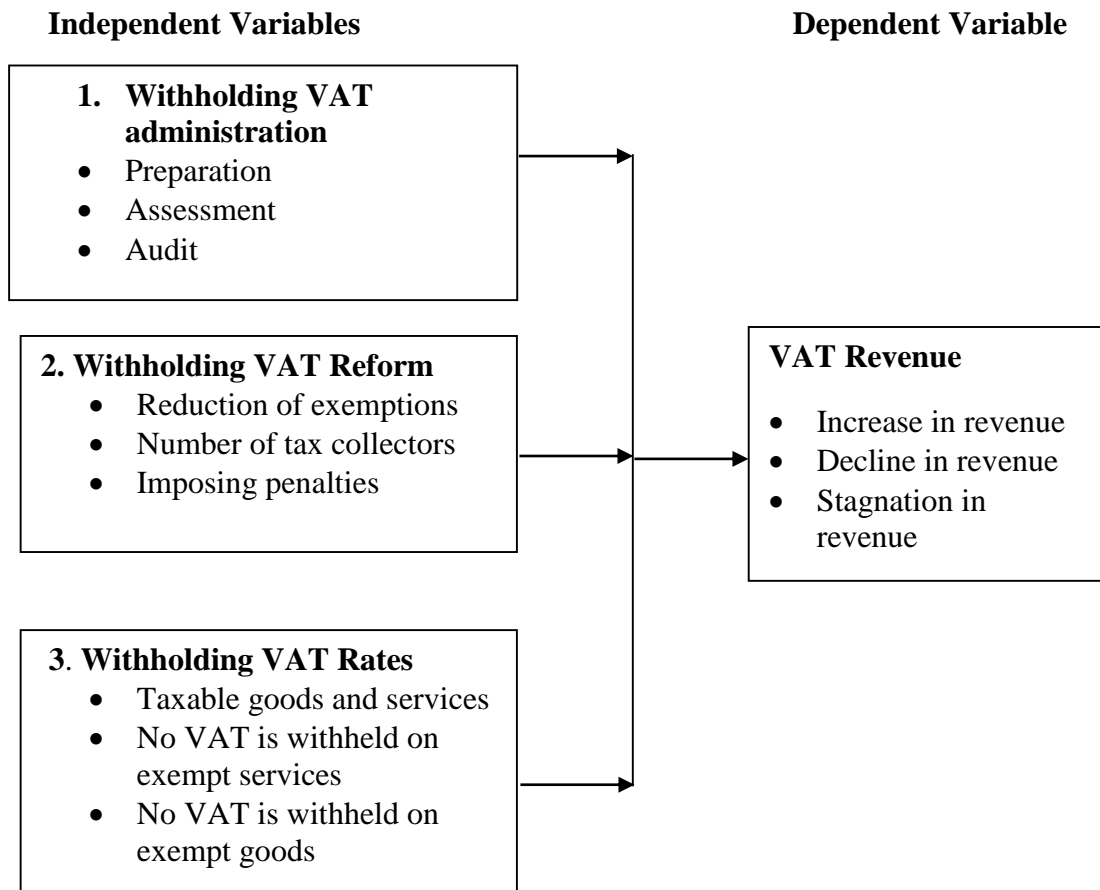 Independent Variables
Dependent Variable
1. Withholding VAT
administration
• Preparation
• Assessment
• Audit
2. Withholding VAT Reform
• Reduction of exemptions
• Number of tax collectors
• Imposing penalties
VAT Revenue
• Increase in revenue
• Decline in revenue
• Stagnation in
revenue
3. Withholding VAT Rates
• Taxable goods and services
• No VAT is withheld on
exempt services
• No VAT is withheld on
exempt goods